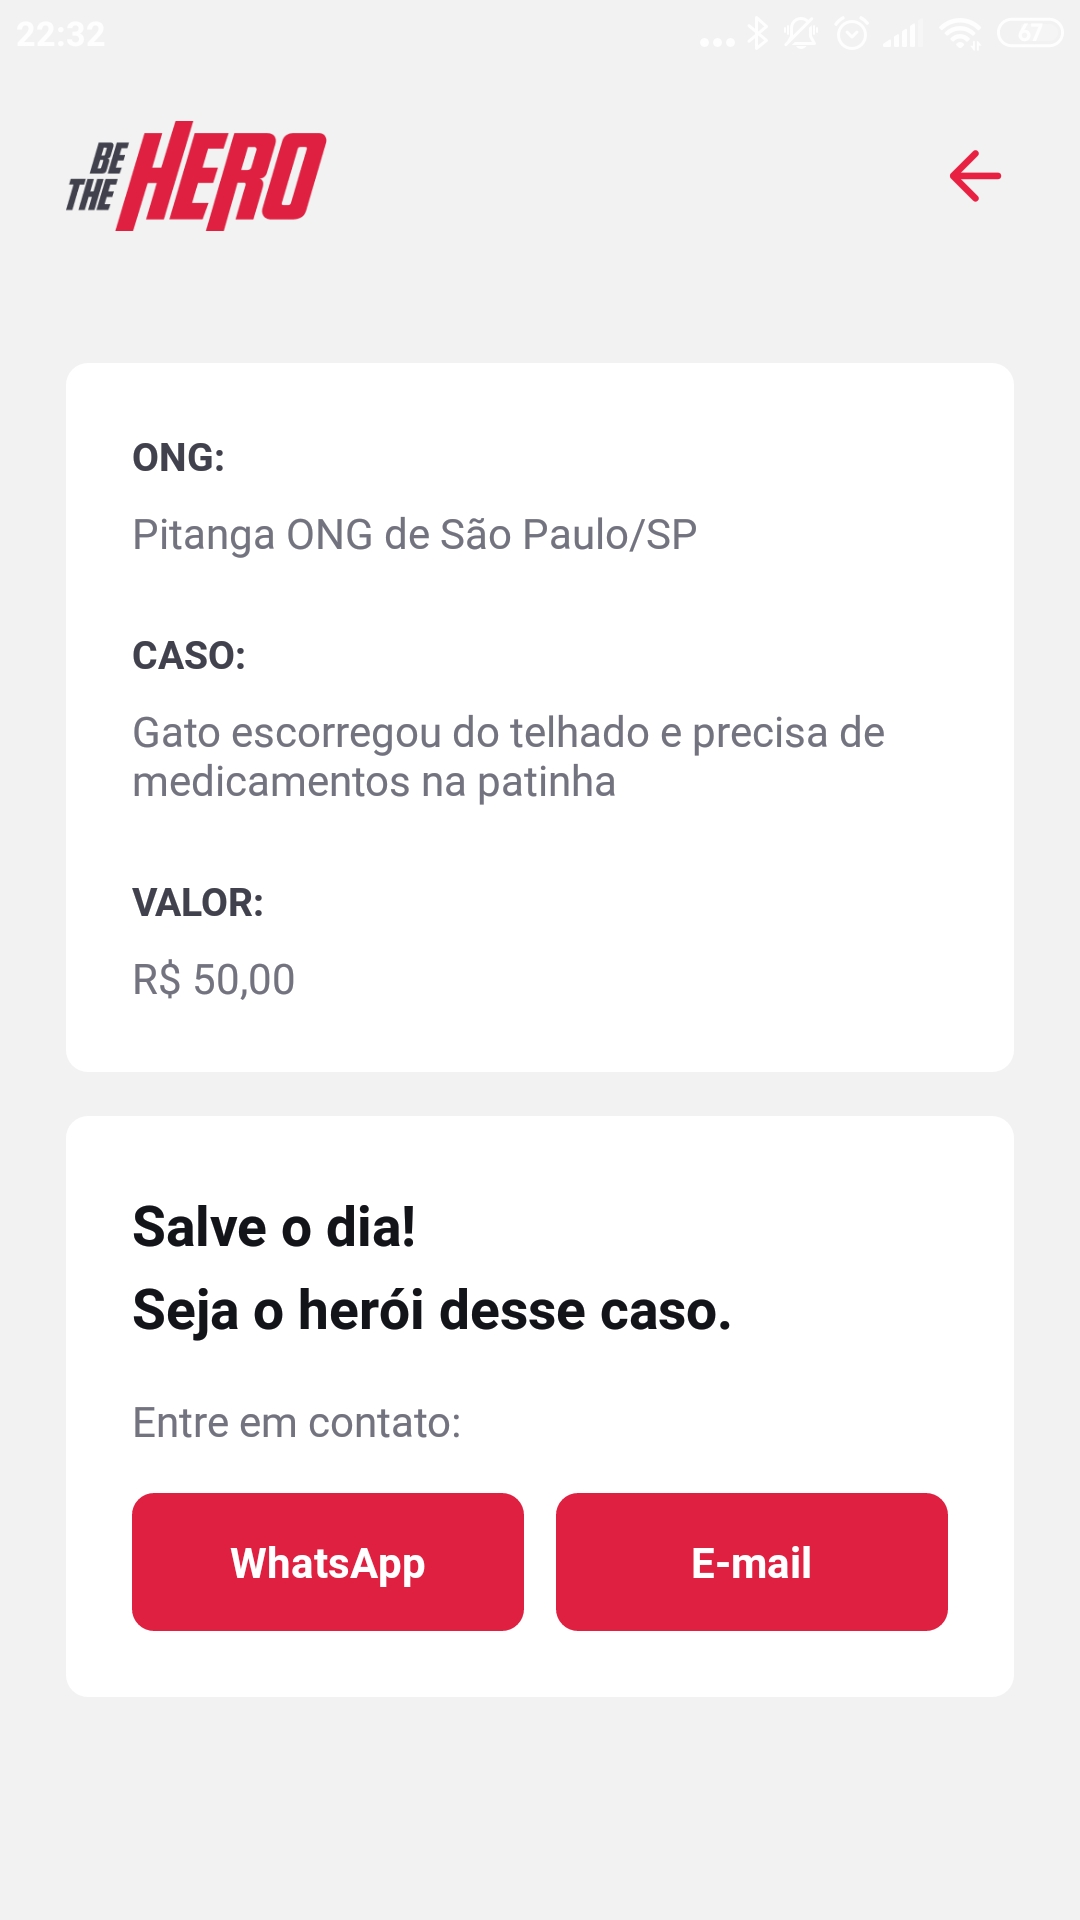 22:32
67
BE
THE HERO
ONG:
Pitanga ONG de São Paulo/SP
CASO:
Gato escorregou do telhado e precisa de
medicamentos na patinha
VALOR:
R$ 50,00
Salve o dia!
Seja o herói desse caso.
Entre em contato:
WhatsApp
E-mail